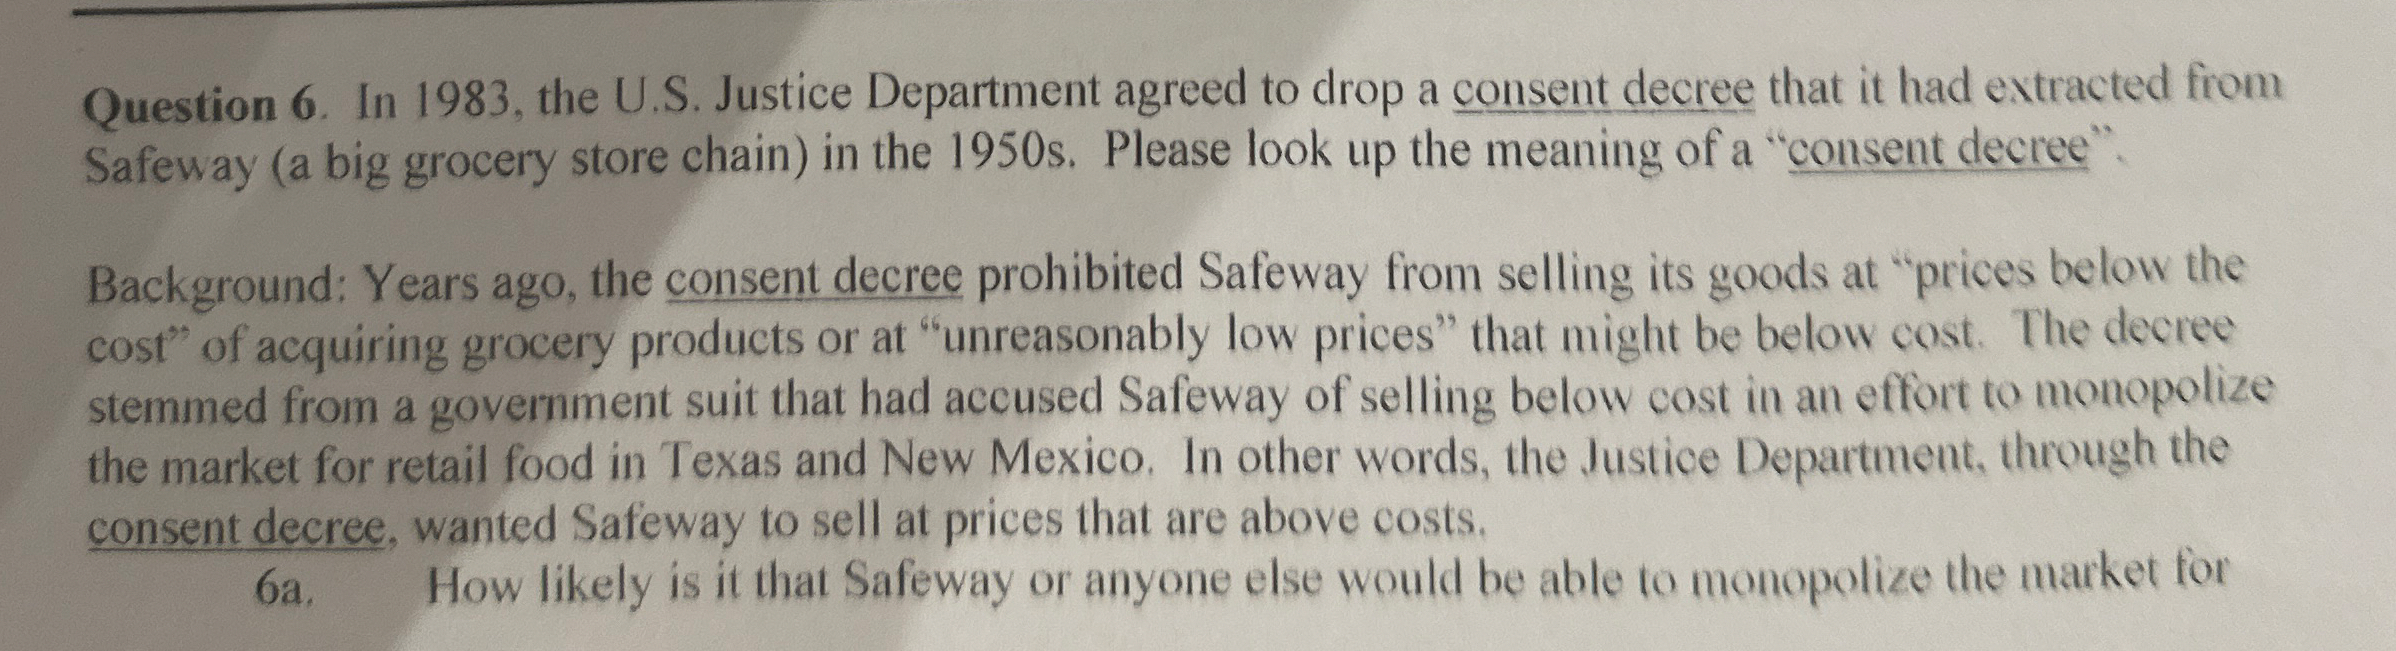 Question 6. In 1983, the U.S. Justice Department agreed to drop a consent decree that it had extracted from
Safeway (a big grocery store chain) in the 1950s. Please look up the meaning of a “consent decree”.
Background: Years ago, the consent decree prohibited Safeway from selling its goods at “prices below the
cost” of acquiring grocery products or at “unreasonably low prices” that might be below cost. The decree
stemmed from a government suit that had accused Safeway of selling below cost in an effort to monopolize
the market for retail food in Texas and New Mexico. In other words, the Justice Department, through the
consent decree, wanted Safeway to sell at prices that are above costs.
6a. How likely is it that Safeway or anyone else would be able to monopolize the market for